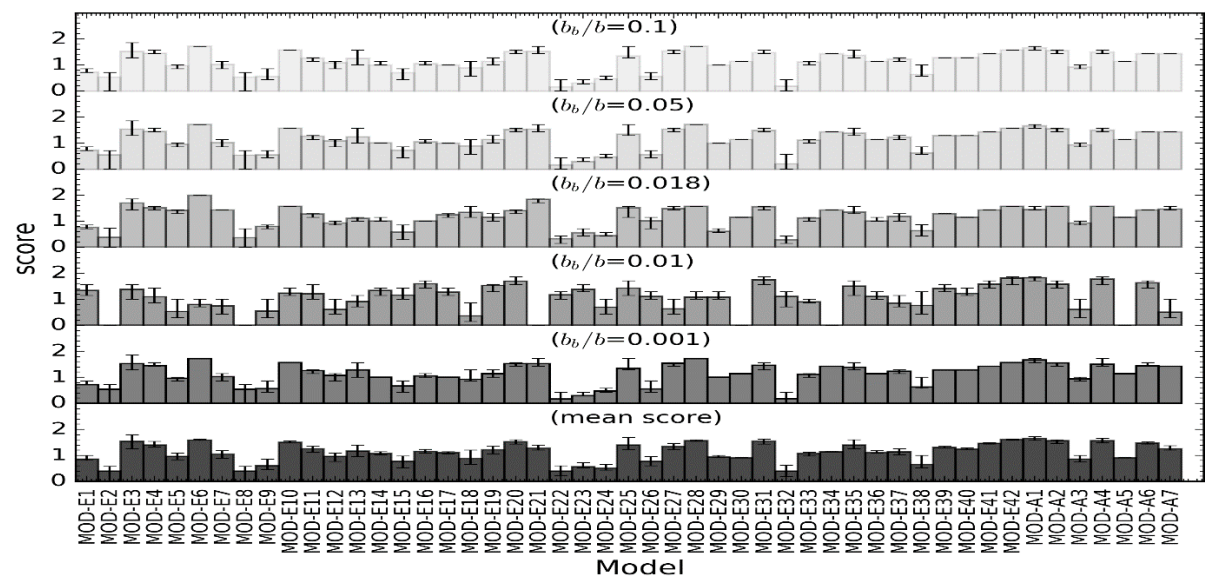 (b_b/b=0.1)
2
1
0
(b_b/b=0.05)
2
1
0
(b_b/b=0.018)
2
1
0
(b_b/b=0.01)
2
1
0
(b_b/b=0.001)
2
1
0
(mean score)
2
1
0
score
MOD-E1
MOD-E2
MOD-E3
MOD-E4
MOD-E5
MOD-E6
MOD-E7
MOD-E8
MOD-E9
MOD-E10
MOD-E11
MOD-E12
MOD-E13
MOD-E14
MOD-E15
MOD-E16
MOD-E17
MOD-E18
MOD-E19
MOD-E20
MOD-E21
MOD-E22
MOD-E23
MOD-E24
MOD-E25
MOD-E26
MOD-E27
MOD-E28
MOD-E29
MOD-E30
MOD-E31
MOD-E32
MOD-E33
MOD-E34
MOD-E35
MOD-E36
MOD-E37
MOD-E38
MOD-E39
MOD-E40
MOD-E41
MOD-E42
MOD-A1
MOD-A2
MOD-A3
MOD-A4
MOD-A5
MOD-A6
MOD-A7
Model